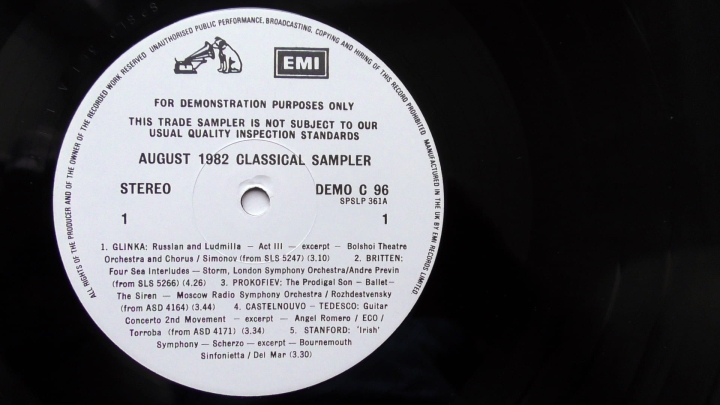 ALL RIGHTS OF THE PRODUCER AND OF THE OWNER OF THE RECORDED WORK RESERVED UNAUTHORISED PUBLIC PERFORMANCE, BROADCASTING, COPYING AND HIRING OF THIS RECORD PROHIBITED MANUFACTURED IN THE UK BY EMI RECORDS LIMITED
EMI
FOR DEMONSTRATION PURPOSES ONLY
THIS TRADE SAMPLER IS NOT SUBJECT TO OUR
USUAL QUALITY INSPECTION STANDARDS
AUGUST 1982 CLASSICAL SAMPLER
STEREO DEMO C 96
SPSLP 361A
1 1
1. GLINKA: Russlan and Ludmilla – Act III – excerpt – Bolshoi Theatre
Orchestra and Chorus / Simonov (from SLS 5247) (3.10) 2. BRITTEN:
Four Sea Interludes – Storm, London Symphony Orchestra/Andre Previn
(from SLS 5266) (4.26) 3. PROKOFIEV: The Prodigal Son – Ballet–
The Siren – Moscow Radio Symphony Orchestra / Rozhdestvensky
(from ASD 4164) (3.44) 4. CASTELNOUVO – TEDESCO: Guitar
Concerto 2nd Movement – excerpt – Angel Romero / ECO /
Torroba (from ASD 4171) (3.34) 5. STANFORD: 'Irish'
Symphony – Scherzo – excerpt – Bournemouth
Sinfonietta / Del Mar (3.30)